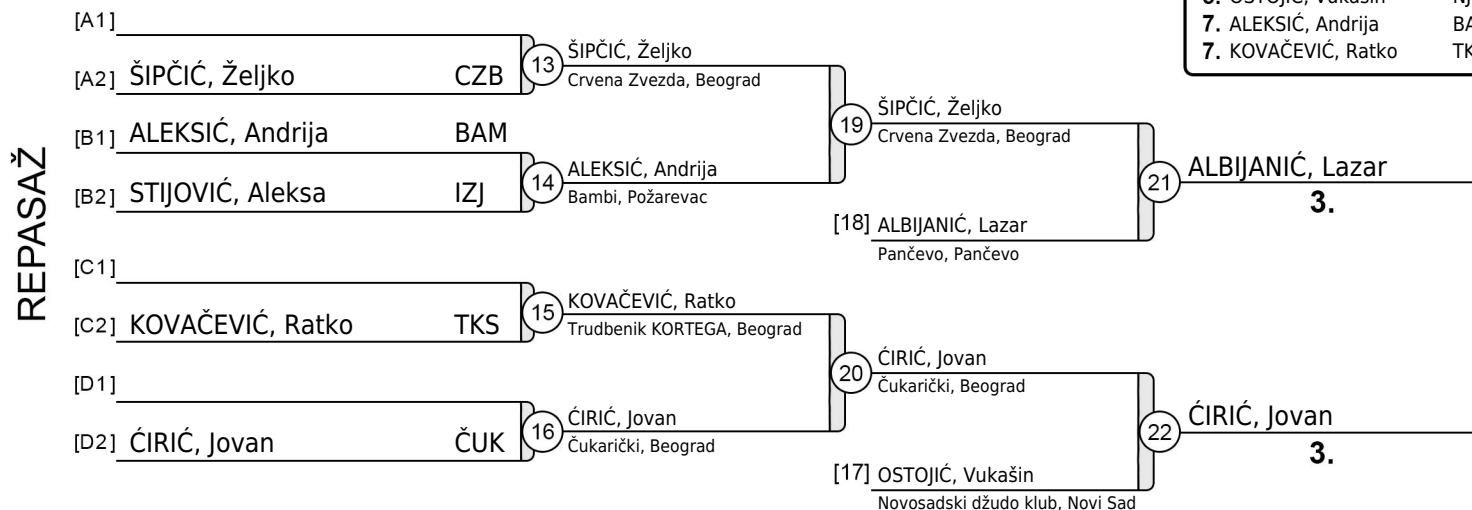 REPASAŽ
[A1]
[A2] ŠIPČIĆ, Željko CZB
[B1] ALEKSIĆ, Andrija BAM
[B2] STIJOVIĆ, Aleksa IZJ
[C1]
[C2] KOVAČEVIĆ, Ratko TKS
[D1]
[D2] ĆIRIĆ, Jovan ČUK
13 ŠIPČIĆ, Željko
Crvena Zvezda, Beograd
14 ALEKSIĆ, Andrija
Bambi, Požarevac
15 KOVAČEVIĆ, Ratko
Trudbenik KORTEGA, Beograd
16 ĆIRIĆ, Jovan
Čukarički, Beograd
19 ŠIPČIĆ, Željko
Crvena Zvezda, Beograd
[18] ALBIJANIĆ, Lazar
Pančevo, Pančevo
20 ĆIRIĆ, Jovan
Čukarički, Beograd
[17] OSTOJIĆ, Vukašin
Novosadski džudo klub, Novi Sad
21 ALBIJANIĆ, Lazar
3.
22 ĆIRIĆ, Jovan
3.
OSTOJIĆ, Vukašin
7. ALEKSIĆ, Andrija
7. KOVAČEVIĆ, Ratko